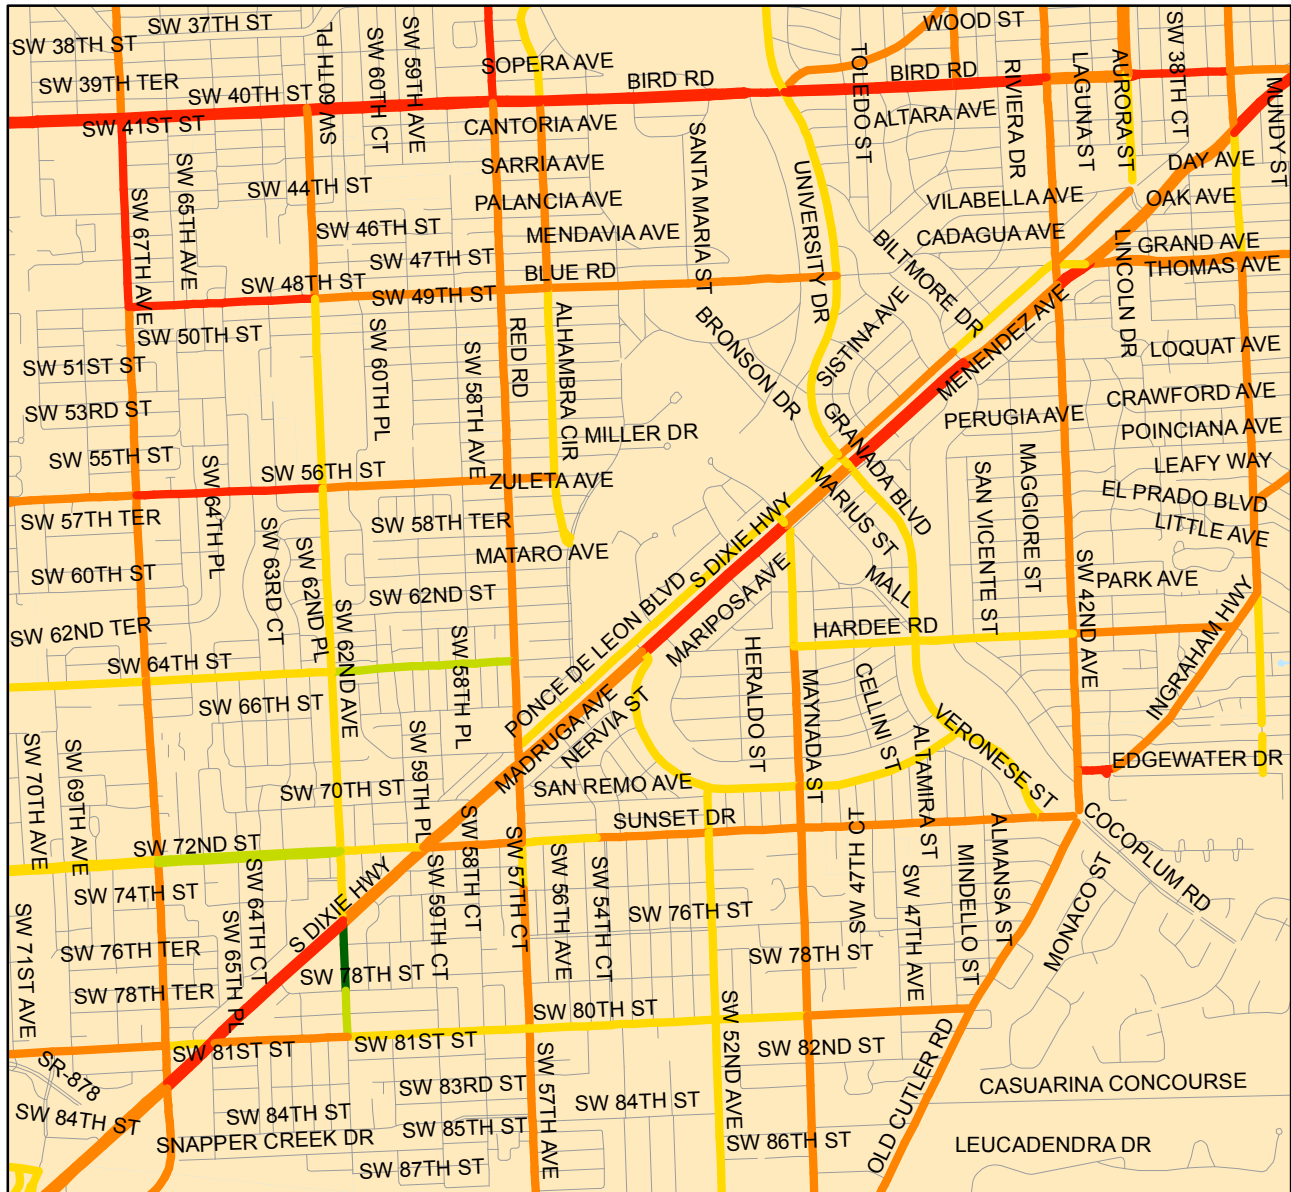 SW 37TH ST
WOOD ST
SW 38TH ST
SW 60TH PL
SW 60TH CT
SW 59TH AVE
SW 38TH CT
TOLEDO ST
SOPERA AVE
BIRD RD
BIRD RD
RIVIERA DR
LAGUNA ST
AURORA ST
MUNDY ST
SW 39TH TER
SW 40TH ST
SW 41ST ST
CANTORIA AVE
ALTARA AVE
SARRIA AVE
SANTA MARIA ST
UNIVERSITY DR
DAY AVE
SW 65TH AVE
SW 67TH AVE
SW 44TH ST
PALANCIA AVE
VILABELLA AVE
OAK AVE
SW 46TH ST
MENDAVIA AVE
CADAGUA AVE
GRAND AVE
SW 47TH ST
BLUE RD
BILTMORE DR
LINCOLN DR
THOMAS AVE
SW 48TH ST
SW 49TH ST
SW 50TH ST
ALHAMBRA CIR
RED RD
BRONSON DR
SISTINA AVE
MENENDEZ AVE
LOQUAT AVE
SW 51ST ST
SW 60TH PL
SW 58TH AVE
CRAWFORD AVE
SW 53RD ST
MILLER DR
GRANADA BLVD
PERUGIA AVE
POINCIANA AVE
SW 55TH ST
SW 56TH ST
ZULETA AVE
LEAFY WAY
MARIUS ST
SAN VICENTE ST
MAGGIORE ST
EL PRADO BLVD
SW 57TH TER
SW 64TH PL
SW 63RD CT
SW 62ND PL
SW 58TH TER
LITTLE AVE
MATARO AVE
S DIXIE HWY
SW 60TH ST
MALL
SW 42ND AVE
PARK AVE
SW 62ND ST
MARIPOSA AVE
PONCE DE LEON BLVD
HARDEE RD
INGRAHAM HWY
SW 62ND TER
SW 62ND AVE
SW 58TH PL
SW 64TH ST
HERALDO ST
MAYNADA ST
CELLINI ST
SW 66TH ST
MADRUGA AVE
NERVIA ST
ALTAMIRA ST
VERONESE ST
SW 70TH AVE
SW 69TH AVE
SW 59TH PL
EDGEWATER DR
SW 70TH ST
SAN REMO AVE
SUNSET DR
SW 72ND ST
SW 58TH CT
SW 57TH CT
SW 47TH CT
ALMANSA ST
COCOPLUM RD
SW 74TH ST
SW 64TH CT
S DIXIE HWY
SW 59TH CT
SW 56TH AVE
SW 54TH CT
SW 47TH AVE
MINDELLO ST
MONACO ST
SW 71ST AVE
SW 65TH PL
SW 76TH ST
SW 76TH TER
SW 78TH ST
SW 78TH ST
SW 78TH TER
SW 80TH ST
SW 52ND AVE
SW 81ST ST
SW 81ST ST
SW 82ND ST
OLD CUTLER RD
SR-878
SW 57TH AVE
SW 83RD ST
CASUARINA CONCOURSE
SW 84TH ST
SW 84TH ST
SW 84TH ST
SW 85TH ST
SW 86TH ST
SNAPPER CREEK DR
LEUCADENDRA DR
SW 87TH ST